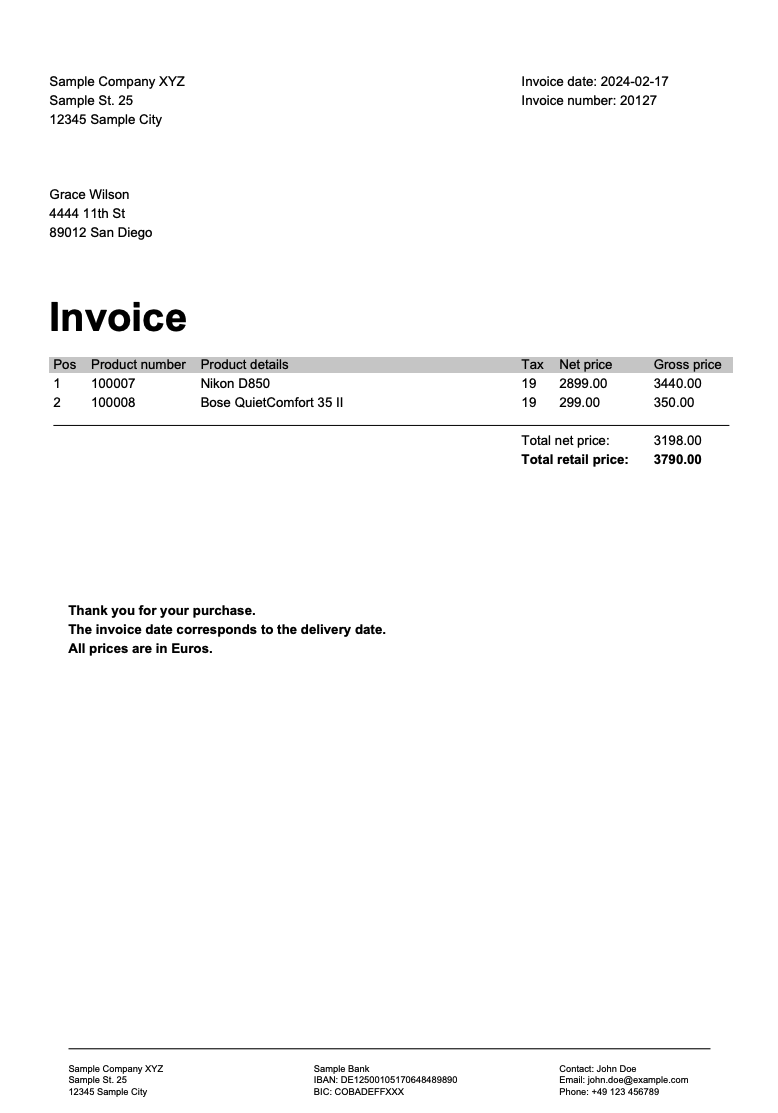 Sample Company XYZ
Sample St. 25
12345 Sample City
Invoice date: 2024-02-17
Invoice number: 20127
Grace Wilson
4444 11th St
89012 San Diego
Invoice
Pos Product number Product details Tax Net price Gross price
1 100007 Nikon D850 19 2899.00 3440.00
2 100008 Bose QuietComfort 35 II 19 299.00 350.00
Total net price: 3198.00
Total retail price: 3790.00
Thank you for your purchase.
The invoice date corresponds to the delivery date.
All prices are in Euros.
Sample Company XYZ
Sample St. 25
12345 Sample City
Sample Bank
IBAN: DE12500105170648489890
BIC: COBADEFFXXX
Contact: John Doe
Email: john.doe@example.com
Phone: +49 123 456789